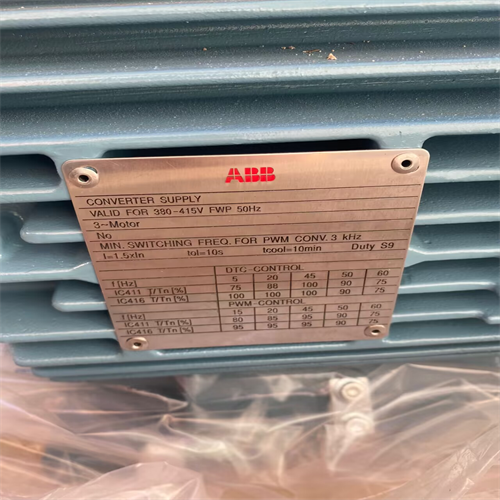 ABB
CONVERTER SUPPLY
VALID FOR 380-415V FWP 50Hz
3~Motor
No
MIN. SWITCHING FREQ. FOR PWM CONV. 3 kHz
I=1.5xIn tol=10s tcool=10min Duty S9
DTC-CONTROL
f [Hz] 5 20 45 50 60
IC411 T/Tn [%] 75 88 100 90 75
IC416 T/Tn [%] 100 100 100 90 75
PWM-CONTROL
f [Hz] 15 20 45 50 60
IC411 T/Tn [%] 80 85 95 90 75
IC416 T/Tn [%] 95 95 95 90 75